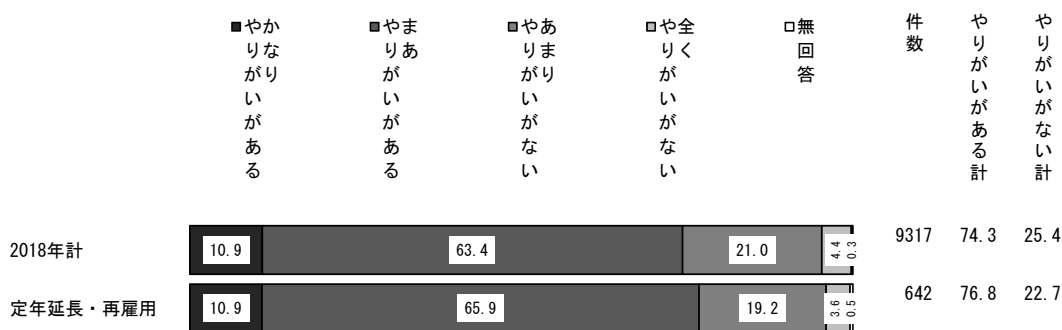 ■かなりやりがいがある
■まあやりがいがある
■あまりやりがいがない
■全くやりがいがない
□無回答
件数
やりがいがある計
やりがいがない計
2018年計 10.9 63.4 21.0 4.4 0.3 9317 74.3 25.4
定年延長・再雇用 10.9 65.9 19.2 3.6 0.5 642 76.8 22.7